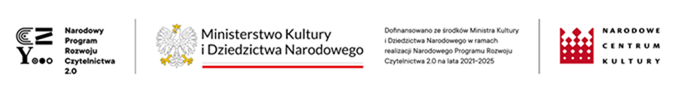 Narodowy
Program
Rozwoju
Czytelnictwa
2.0
Ministerstwo Kultury
i Dziedzictwa Narodowego
Dofinansowano ze środków Ministra Kultury
i Dziedzictwa Narodowego w ramach
realizacji Narodowego Programu Rozwoju
Czytelnictwa 2.0 na lata 2021–2025
NARODOWE
CENTRUM
KULTURY